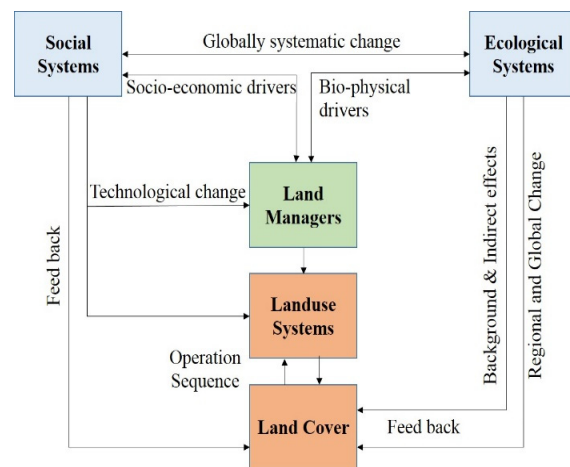 Social
Systems
Globally systematic change
Ecological
Systems
Socio-economic drivers
Bio-physical
drivers
Technological change
Land
Managers
Feed back
Landuse
Systems
Background & Indirect effects
Regional and Global Change
Operation
Sequence
Land Cover
Feed back